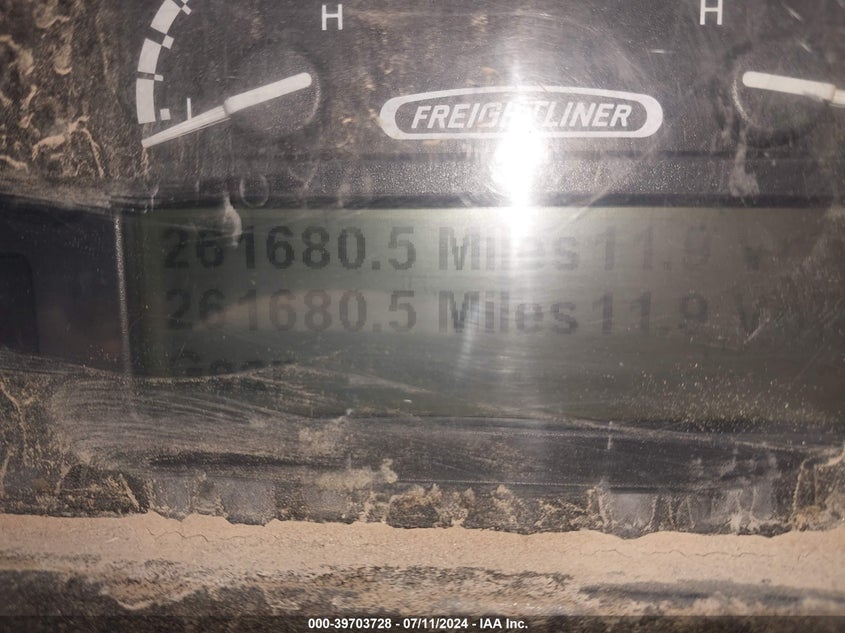 H H
FREIGHTLINER
261680.5 Miles 11.9 V
261680.5 Miles 11.9 V
000-39703728 - 07/11/2024 - IAA Inc.